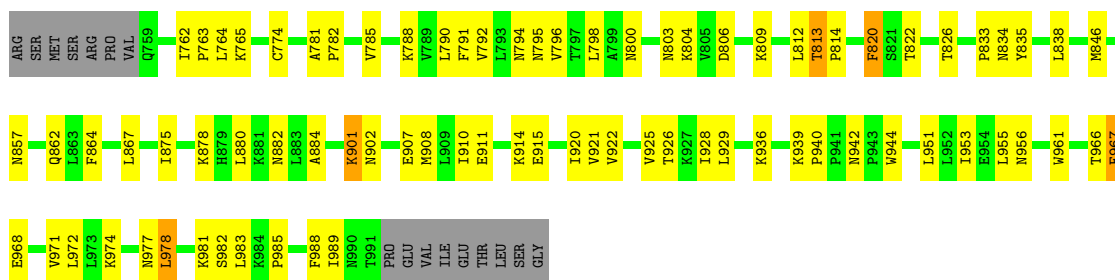 ARG SER MET SER ARG PRO VAL Q759 I762 P763 L764 K765 C774 A781 P782 V785 K788 V789 L790 F791 V792 L793 N794 N795 V796 T797 L798 A799 N800 N803 K804 V805 D806 K809 L812 T813 P814 F820 S821 T822 T826 P833 N834 Y835 L838 M846
N857 Q862 L863 F864 L867 I875 K878 H879 L880 K881 N882 L883 A884 K901 N902 E907 M908 L909 I910 E911 K914 E915 I920 V921 V922 V925 T926 K927 I928 L929 K936 K939 P940 P941 N942 P943 W944 L951 L952 I953 E954 L955 N956 W961 T966
E968 V971 L972 L973 K974 N977 L978 K981 S982 L983 K984 P985 F988 I989 N990 T991 PRO GLU VAL ILE GLU THR LEU SER GLY